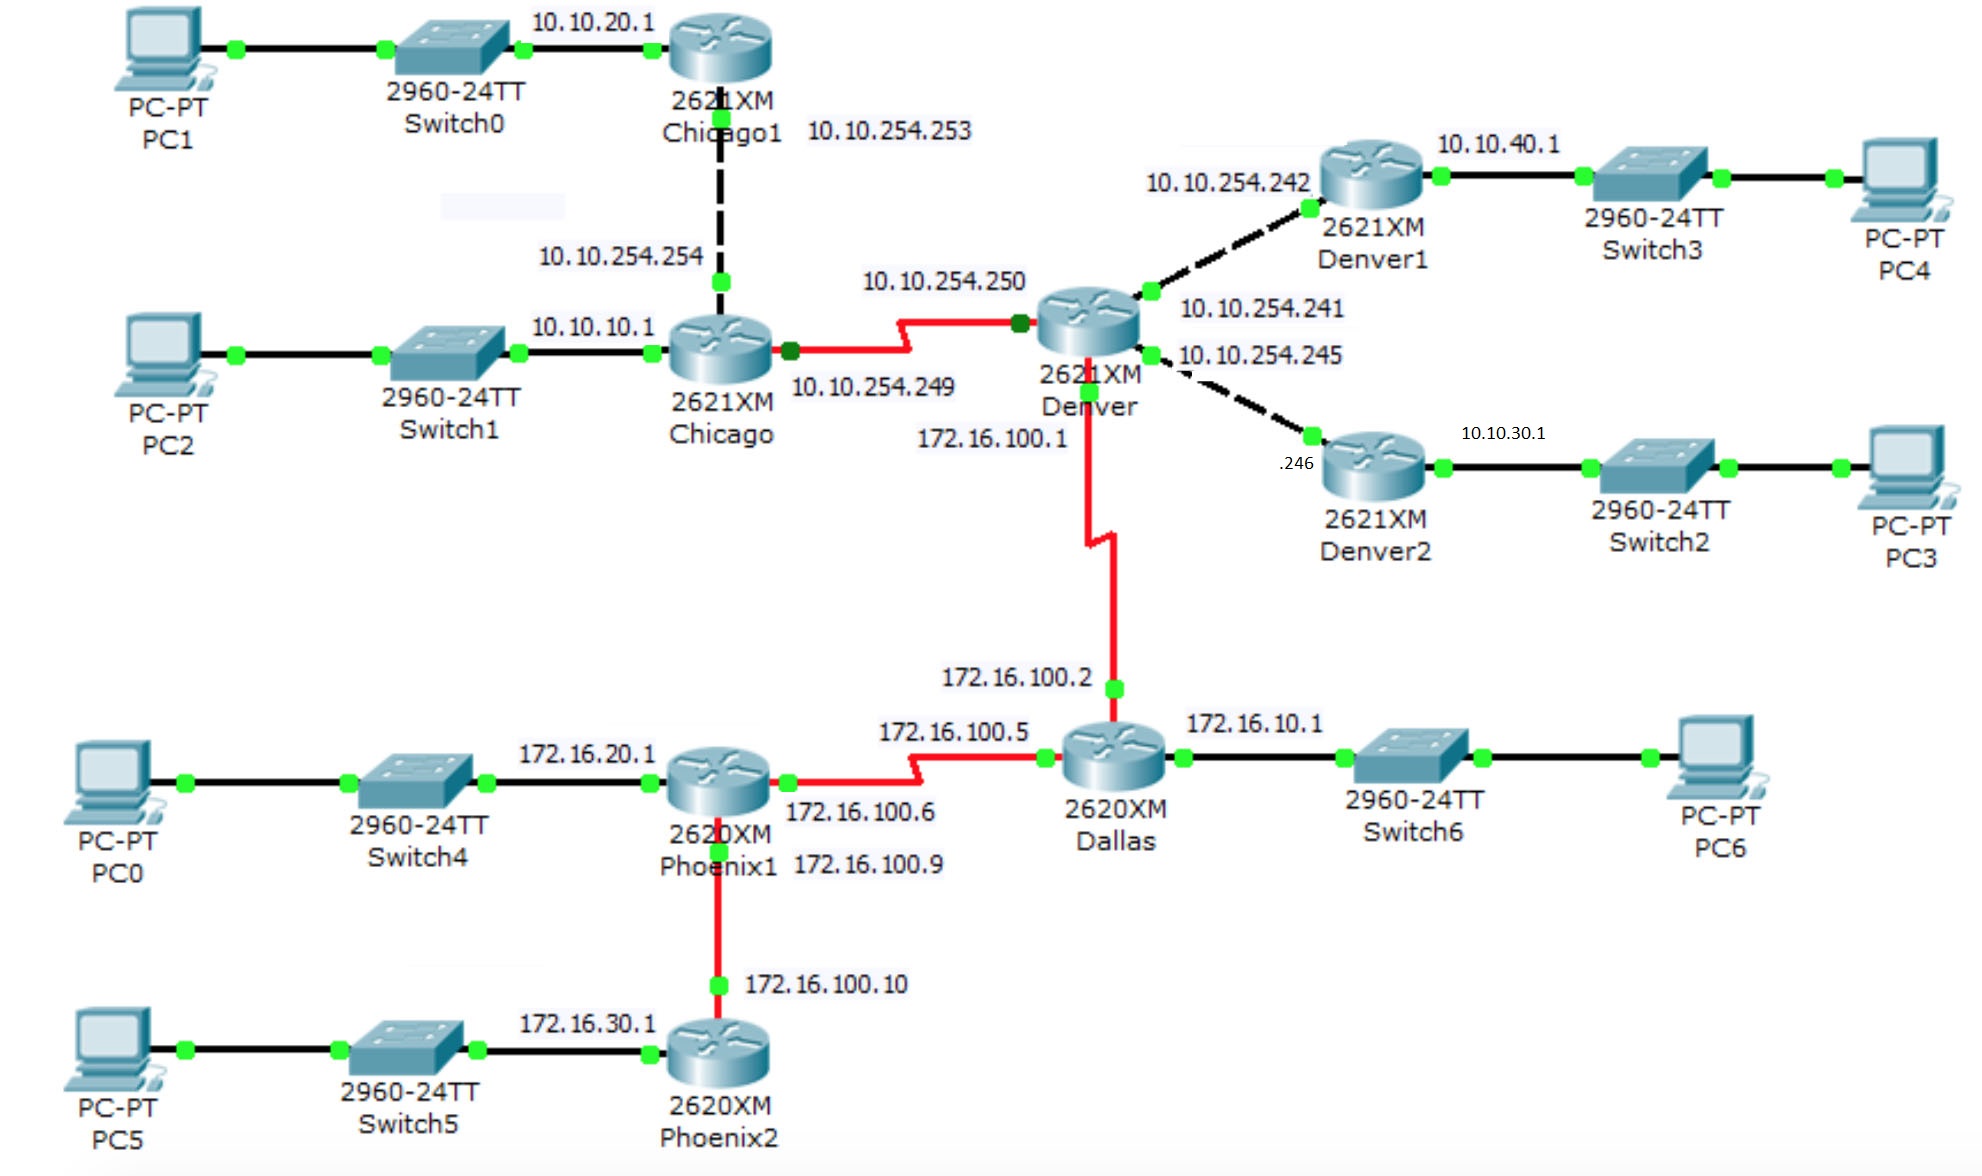 10.10.20.1
2960-24TT
Switch0
PC-PT
PC1
2621XM
Chicago1
10.10.254.253
10.10.254.254
10.10.10.1
2960-24TT
Switch1
PC-PT
PC2
2621XM
Chicago
10.10.254.249
10.10.254.250
2621XM
Denver
172.16.100.1
10.10.254.242
10.10.254.241
10.10.254.245
2621XM
Denver1
10.10.40.1
2960-24TT
Switch3
PC-PT
PC4
.246
10.10.30.1
2621XM
Denver2
2960-24TT
Switch2
PC-PT
PC3
172.16.100.2
172.16.100.5
172.16.10.1
2620XM
Dallas
2960-24TT
Switch6
PC-PT
PC6
172.16.20.1
172.16.100.6
2620XM
Phoenix1
172.16.100.9
2960-24TT
Switch4
PC-PT
PC0
172.16.100.10
172.16.30.1
2960-24TT
Switch5
PC-PT
PC5
2620XM
Phoenix2